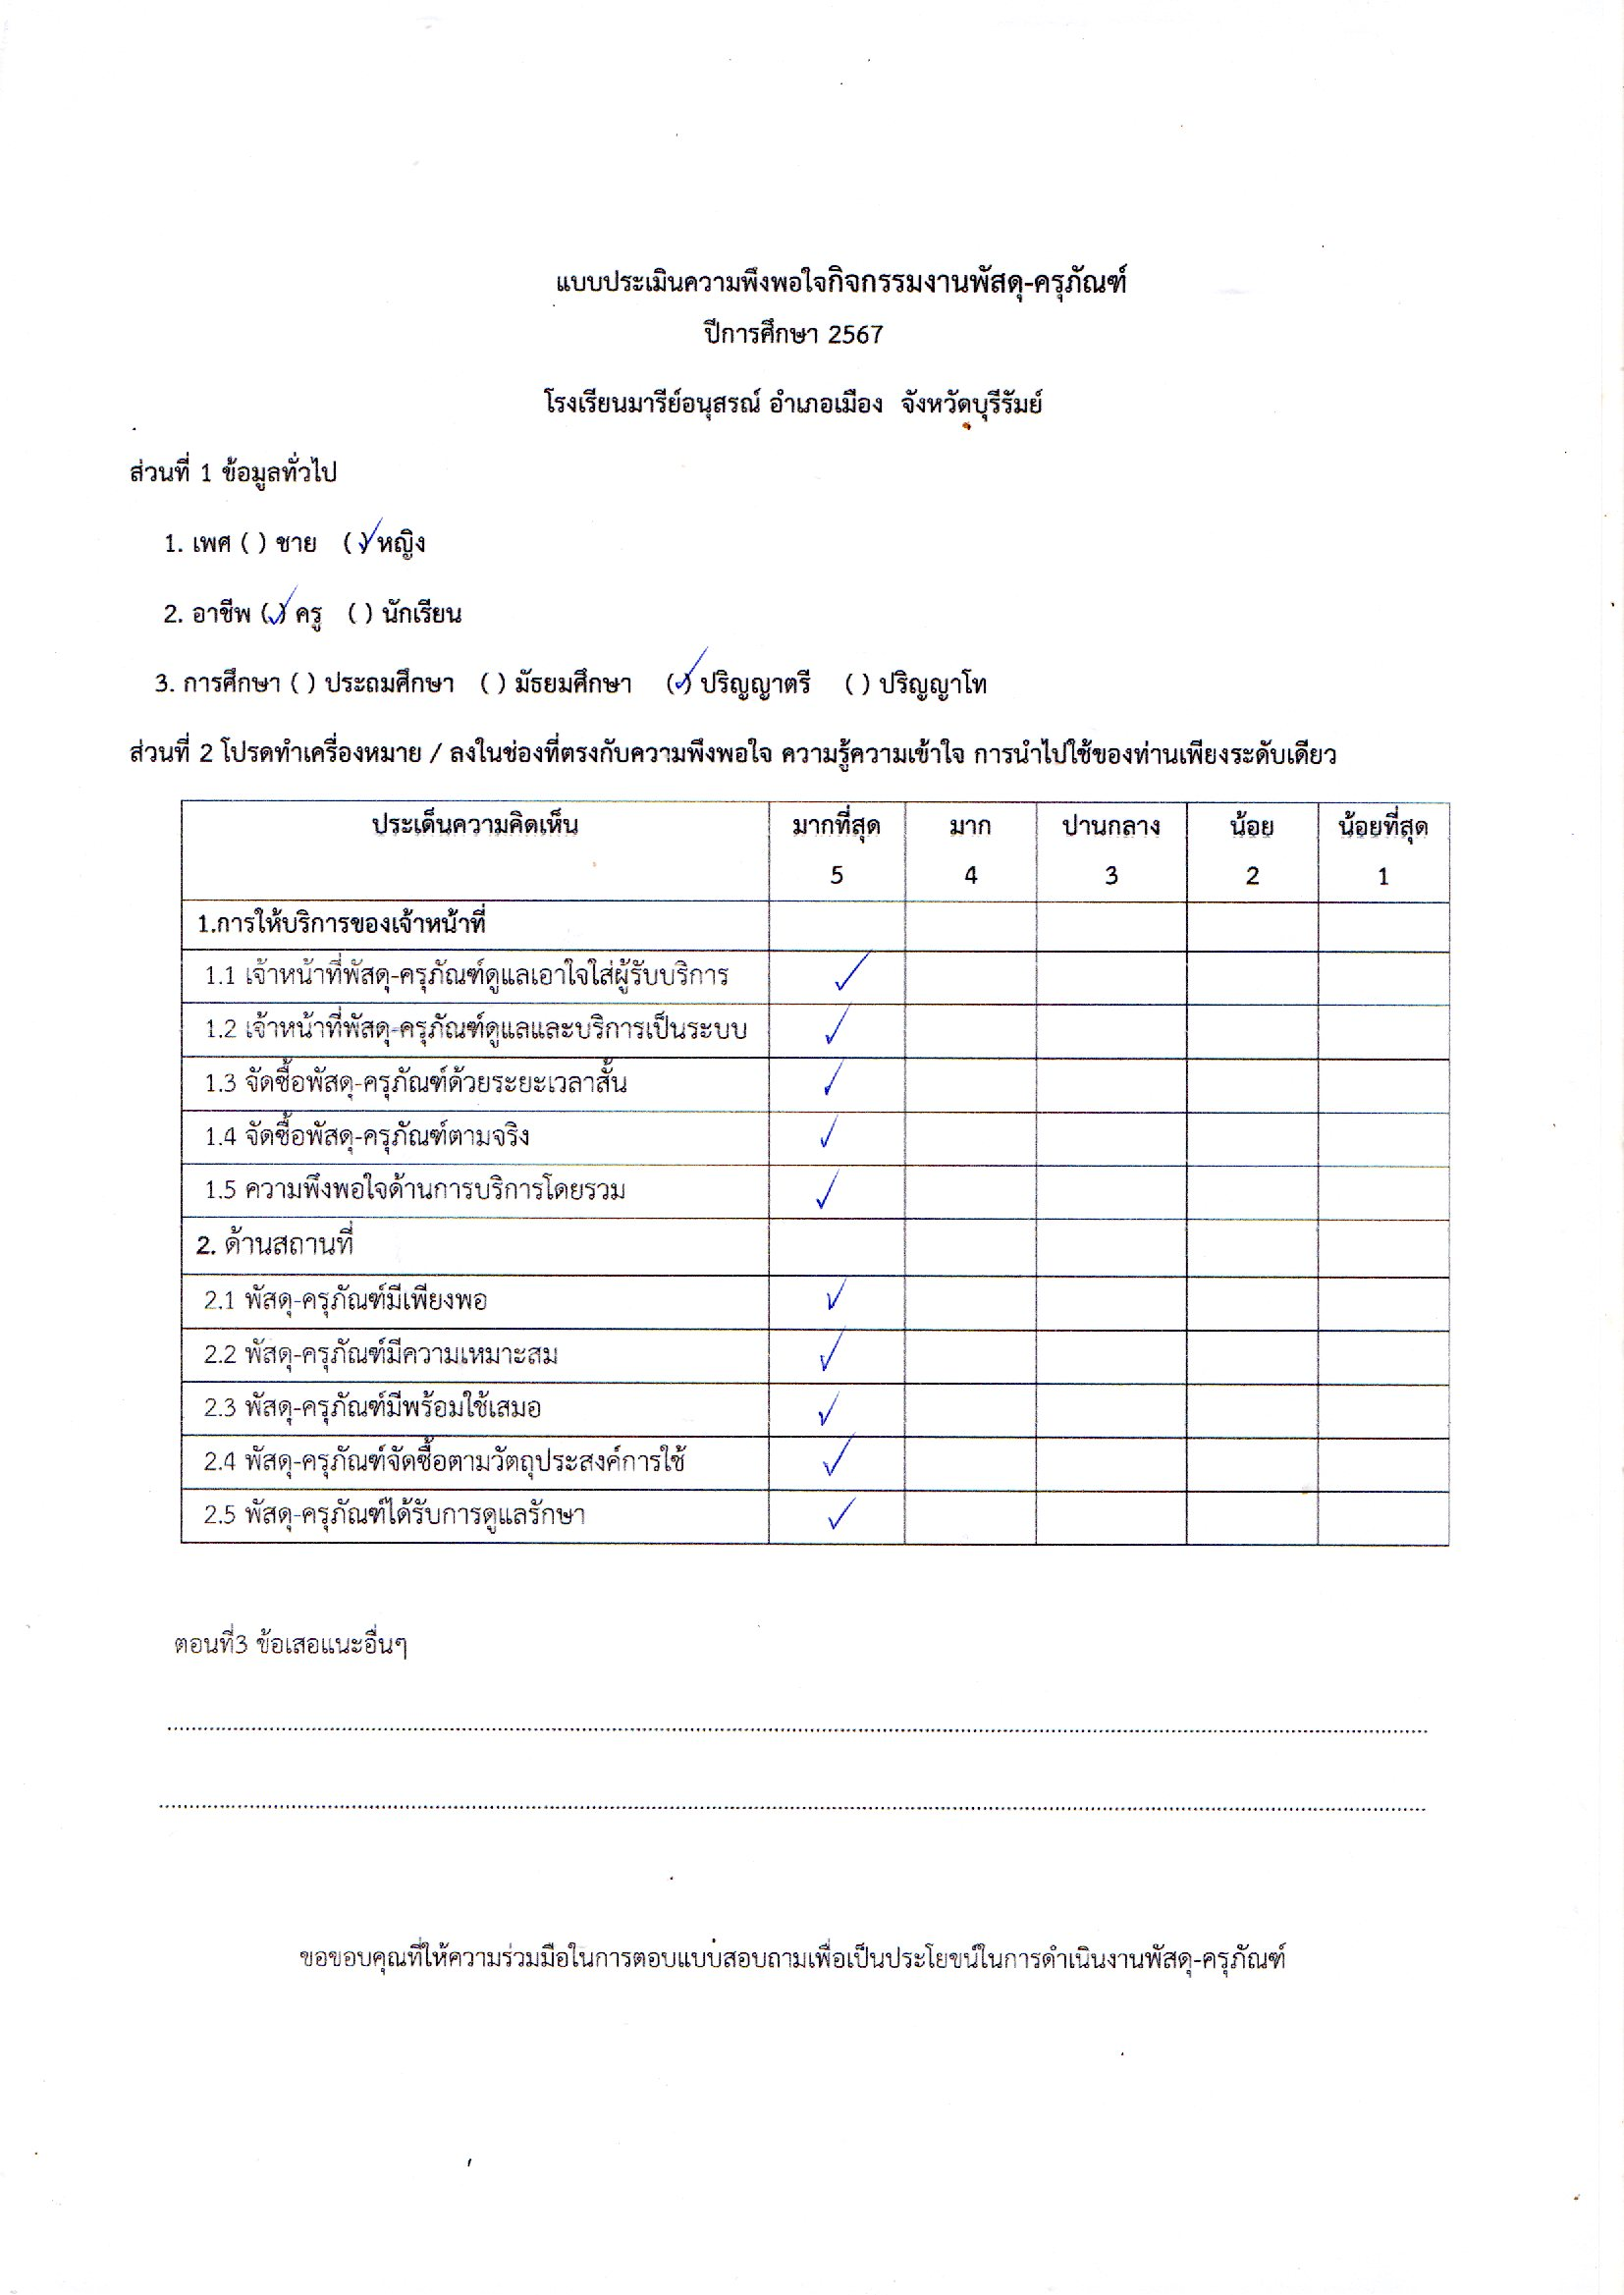 แบบประเมินความพึงพอใจกิจกรรมงานพัสดุ-ครุภัณฑ์
ปีการศึกษา 2567
โรงเรียนมารีย์อนุสรณ์ อำเภอเมือง จังหวัดบุรีรัมย์
ส่วนที่ 1 ข้อมูลทั่วไป
1. เพศ ( ) ชาย (✓) หญิง
2. อาชีพ (✓) ครู ( ) นักเรียน
3. การศึกษา ( ) ประถมศึกษา ( ) มัธยมศึกษา (✓) ปริญญาตรี ( ) ปริญญาโท
ส่วนที่ 2 โปรดทำเครื่องหมาย / ลงในช่องที่ตรงกับความพึงพอใจ ความรู้ความเข้าใจ การนำไปใช้ของท่านเพียงระดับเดียว
ประเด็นความคิดเห็น มากที่สุด มาก ปานกลาง น้อย น้อยที่สุด
5 4 3 2 1
1.การให้บริการของเจ้าหน้าที่
1.1 เจ้าหน้าที่พัสดุ-ครุภัณฑ์ดูแลเอาใจใส่ผู้รับบริการ ✓
1.2 เจ้าหน้าที่พัสดุ-ครุภัณฑ์ดูแลและบริการเป็นระบบ ✓
1.3 จัดซื้อพัสดุ-ครุภัณฑ์ด้วยระยะเวลาสั้น ✓
1.4 จัดซื้อพัสดุ-ครุภัณฑ์ตามจริง ✓
1.5 ความพึงพอใจด้านการบริการโดยรวม ✓
2. ด้านสถานที่
2.1 พัสดุ-ครุภัณฑ์มีเพียงพอ ✓
2.2 พัสดุ-ครุภัณฑ์มีความเหมาะสม ✓
2.3 พัสดุ-ครุภัณฑ์มีพร้อมใช้เสมอ ✓
2.4 พัสดุ-ครุภัณฑ์จัดซื้อตามวัตถุประสงค์การใช้ ✓
2.5 พัสดุ-ครุภัณฑ์ได้รับการดูแลรักษา ✓
ตอนที่3 ข้อเสอแนะอื่นๆ
ขอขอบคุณที่ให้ความร่วมมือในการตอบแบบสอบถามเพื่อเป็นประโยขน์ในการดำเนินงานพัสดุ-ครุภัณฑ์